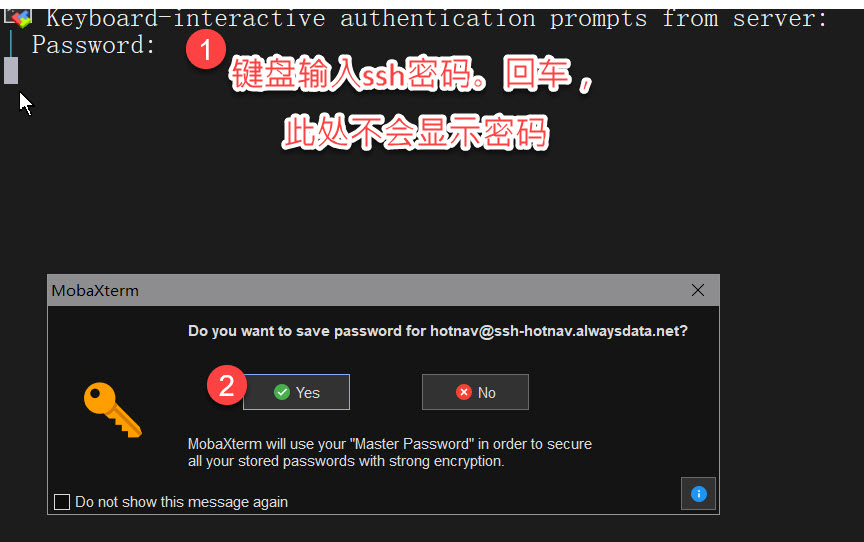 Keyboard-interactive authentication prompts from server:
Password:
1
键盘输入ssh密码。回车，
此处不会显示密码
MobaXterm
Do you want to save password for hotnav@ssh-hotnav.alwaysdata.net?
2
Yes
No
MobaXterm will use your "Master Password" in order to secure
all your stored passwords with strong encryption.
Do not show this message again